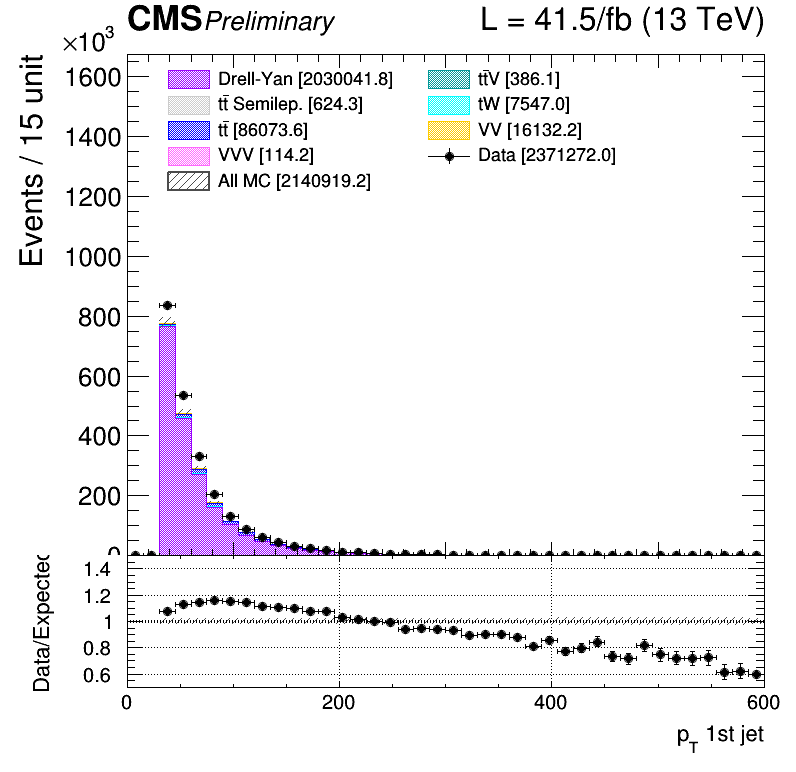 CMS Preliminary L = 41.5/fb (13 TeV)
×10³
Events / 15 unit
1600
1400
1200
1000
800
600
400
200
0
Drell-Yan [2030041.8]
tt̄ Semilep. [624.3]
tt̄ [86073.6]
VVV [114.2]
All MC [2140919.2]
tt̄V [386.1]
tW [7547.0]
VV [16132.2]
Data [2371272.0]
Data/Expected
1.4
1.2
1
0.8
0.6
0 200 400 600
p_T 1st jet